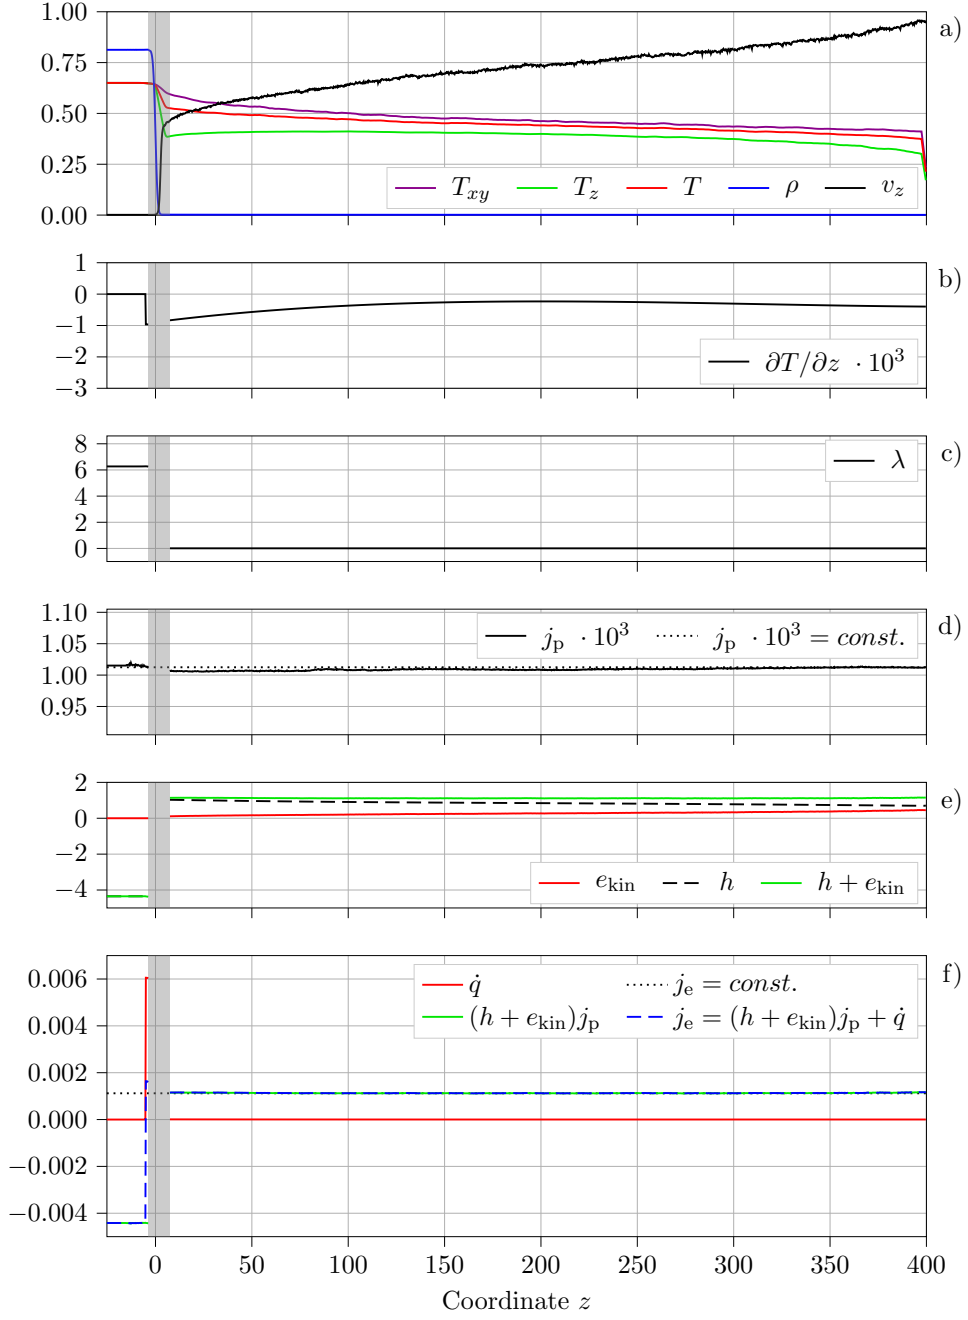 1.00
a)
0.75
0.50
0.25
0.00
T_xy T_z T ρ v_z
1
b)
0
−1
−2
−3
∂T/∂z · 10³
8
c)
6
4
2
0
λ
1.10
d)
1.05
1.00
0.95
j_p · 10³ j_p · 10³ = const.
2
e)
0
−2
−4
e_kin h h + e_kin
f)
0.006
0.004
0.002
0.000
−0.002
−0.004
q̇ j_e = const.
(h + e_kin)j_p j_e = (h + e_kin)j_p + q̇
0 50 100 150 200 250 300 350 400
Coordinate z